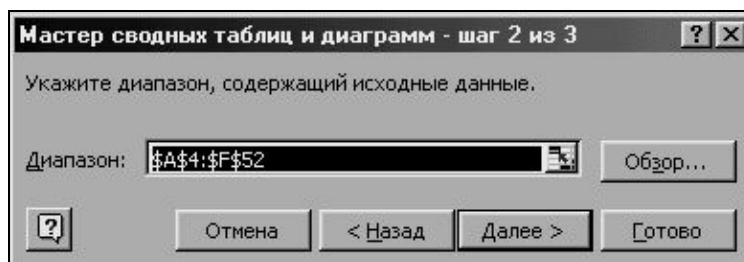 Мастер сводных таблиц и диаграмм - шаг 2 из 3
Укажите диапазон, содержащий исходные данные.
Диапазон: $A$4:$F$52 Обзор...
Отмена < Назад Далее > Готово